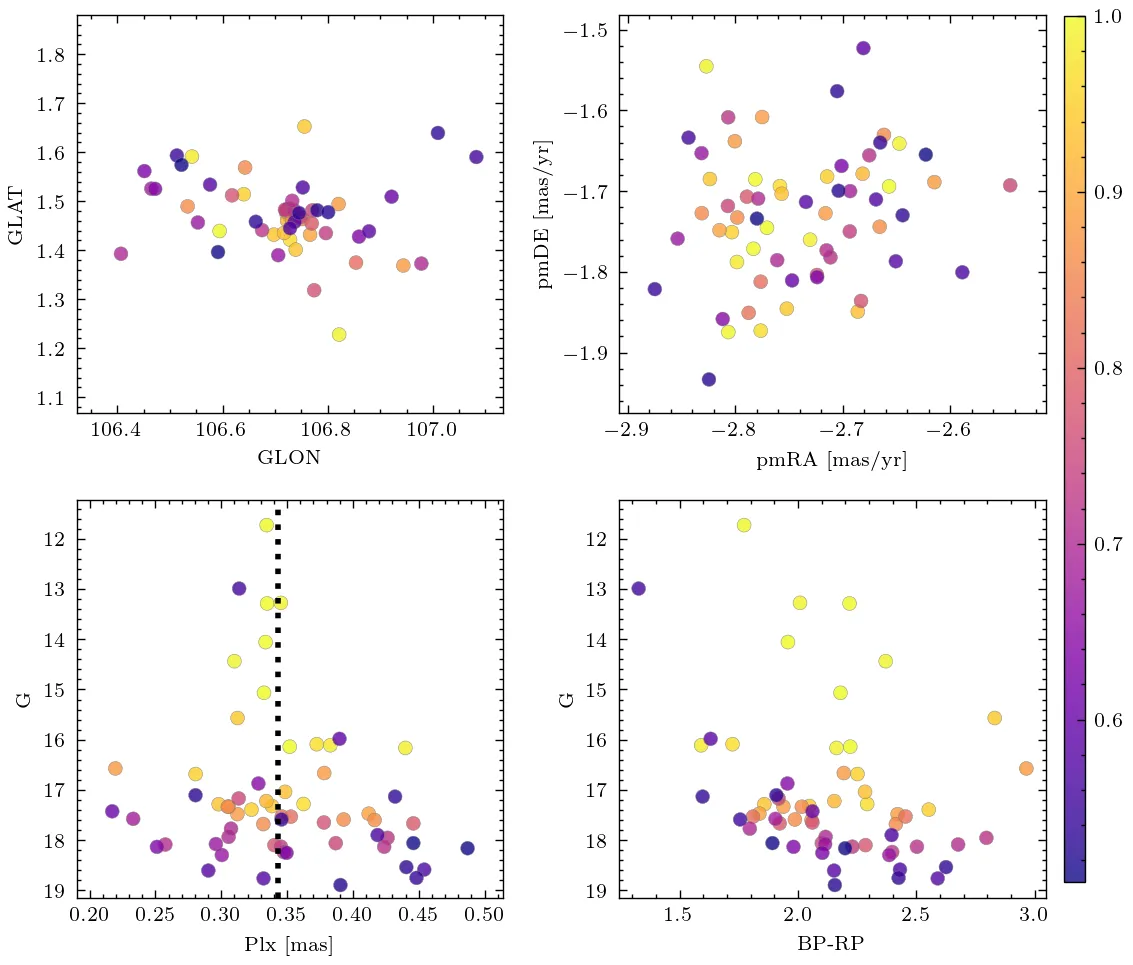 GLAT
1.8
1.7
1.6
1.5
1.4
1.3
1.2
1.1
106.4 106.6 106.8 107.0
GLON
pmDE [mas/yr]
−1.5
−1.6
−1.7
−1.8
−1.9
−2.9 −2.8 −2.7 −2.6
pmRA [mas/yr]
1.0
0.9
0.8
0.7
0.6
G
12
13
14
15
16
17
18
19
0.20 0.25 0.30 0.35 0.40 0.45 0.50
Plx [mas]
G
12
13
14
15
16
17
18
19
1.5 2.0 2.5 3.0
BP-RP